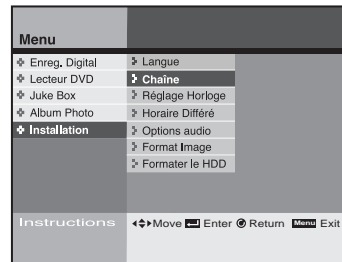 Menu
Enreg. Digital
Lecteur DVD
Juke Box
Album Photo
Installation
Langue
Chaîne
Réglage Horloge
Horaire Différé
Options audio
Format Image
Formater le HDD
Instructions
Move Enter Return Menu Exit